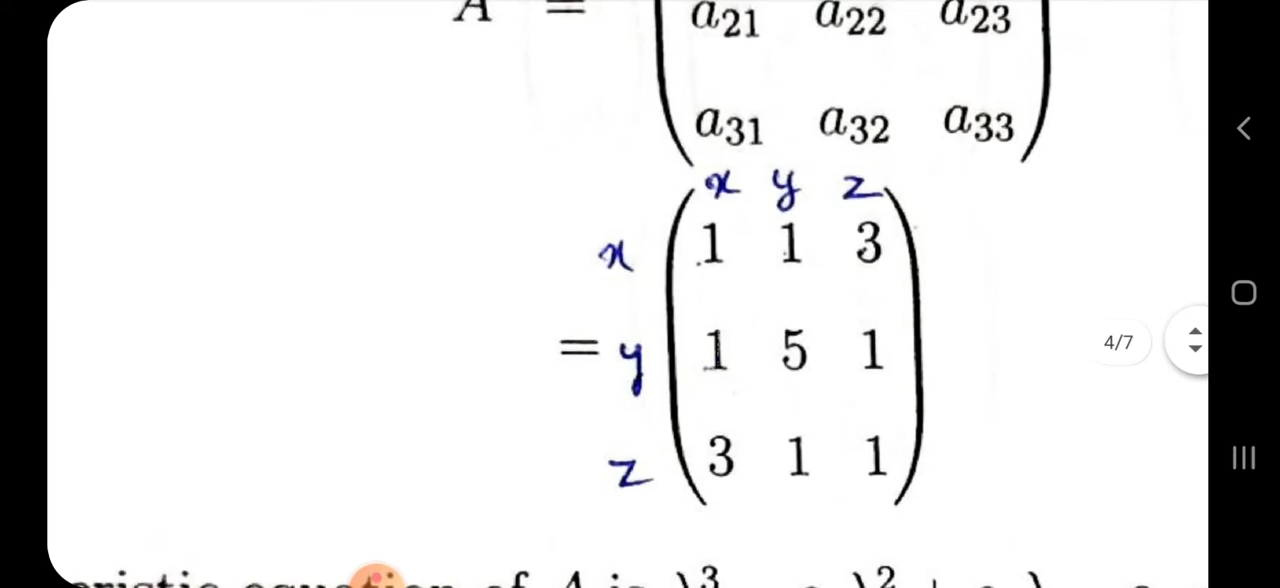 A = a21 a22 a23
a31 a32 a33
x y z
x 1 1 3
= y 1 5 1
z 3 1 1
4/7